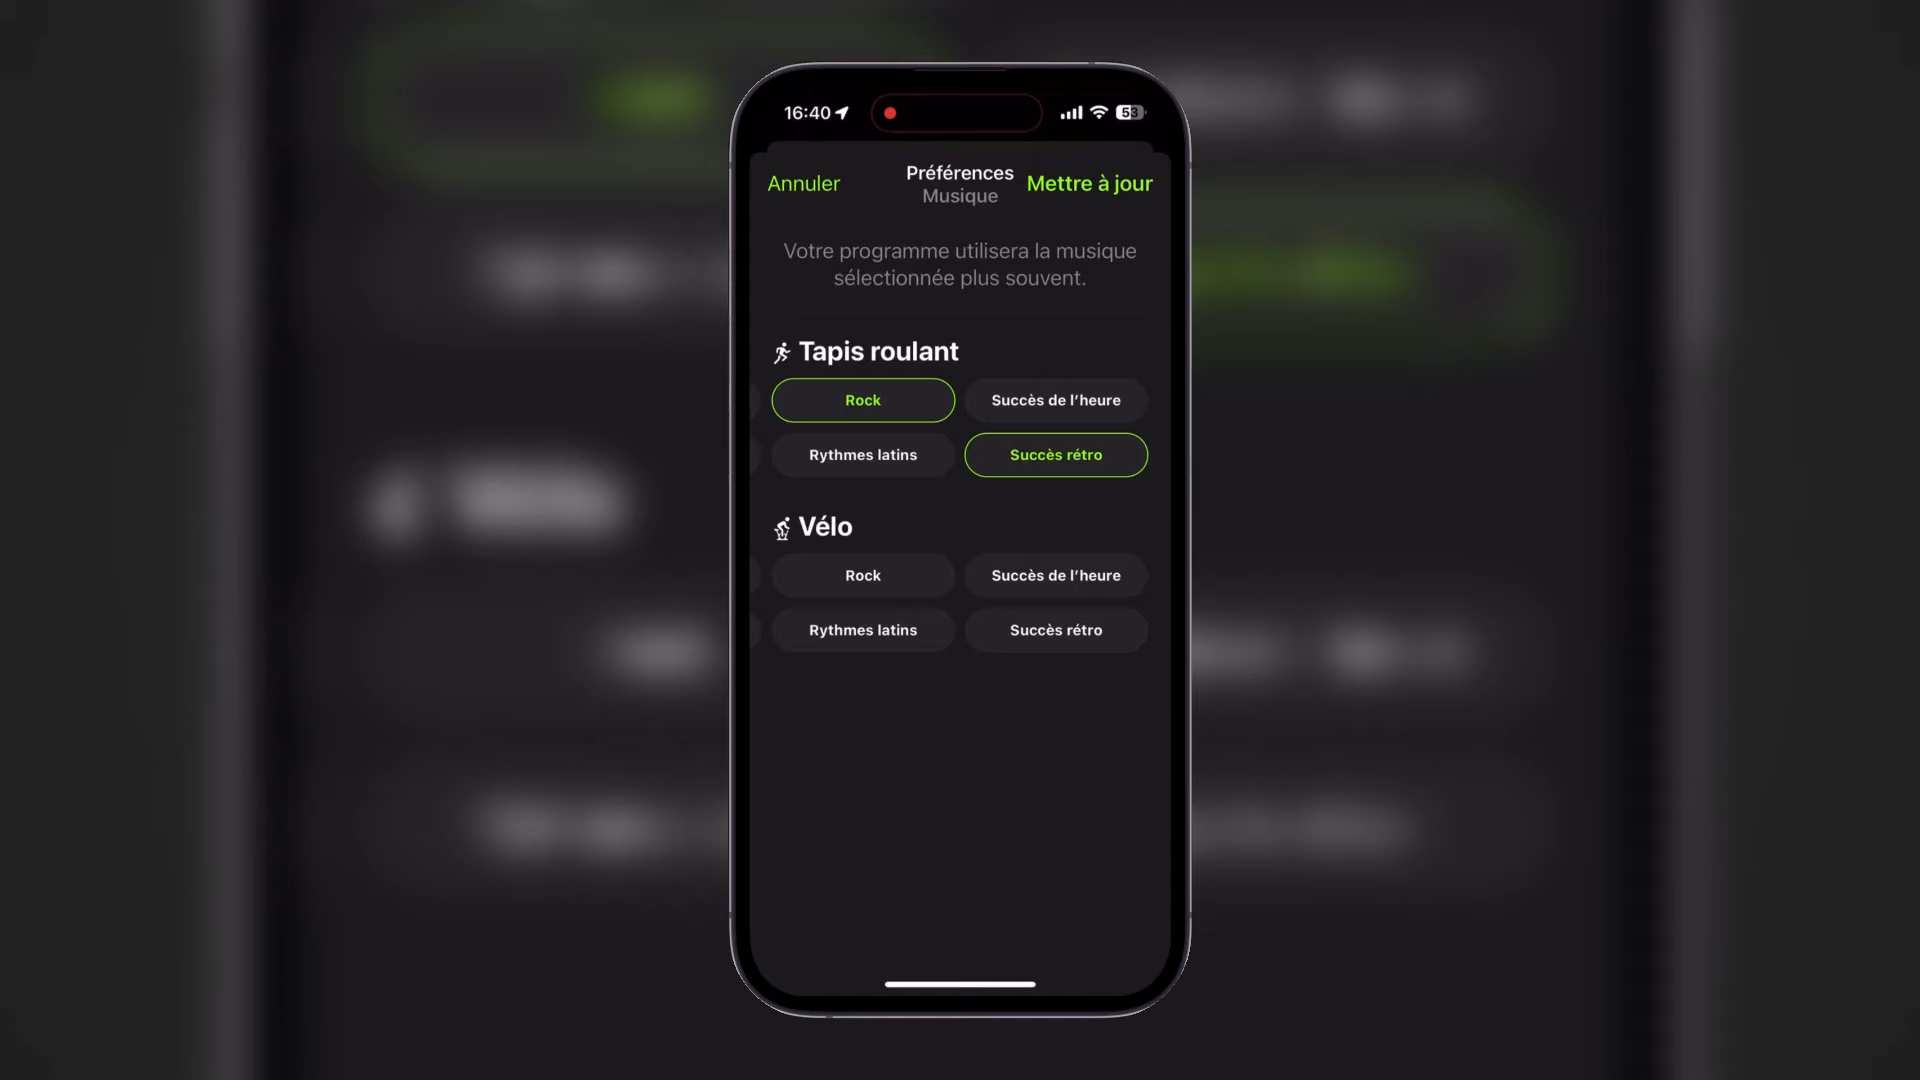 16:40
53
Annuler
Préférences
Musique
Mettre à jour
Votre programme utilisera la musique
sélectionnée plus souvent.
Tapis roulant
Rock
Succès de l’heure
Rythmes latins
Succès rétro
Vélo
Rock
Succès de l’heure
Rythmes latins
Succès rétro